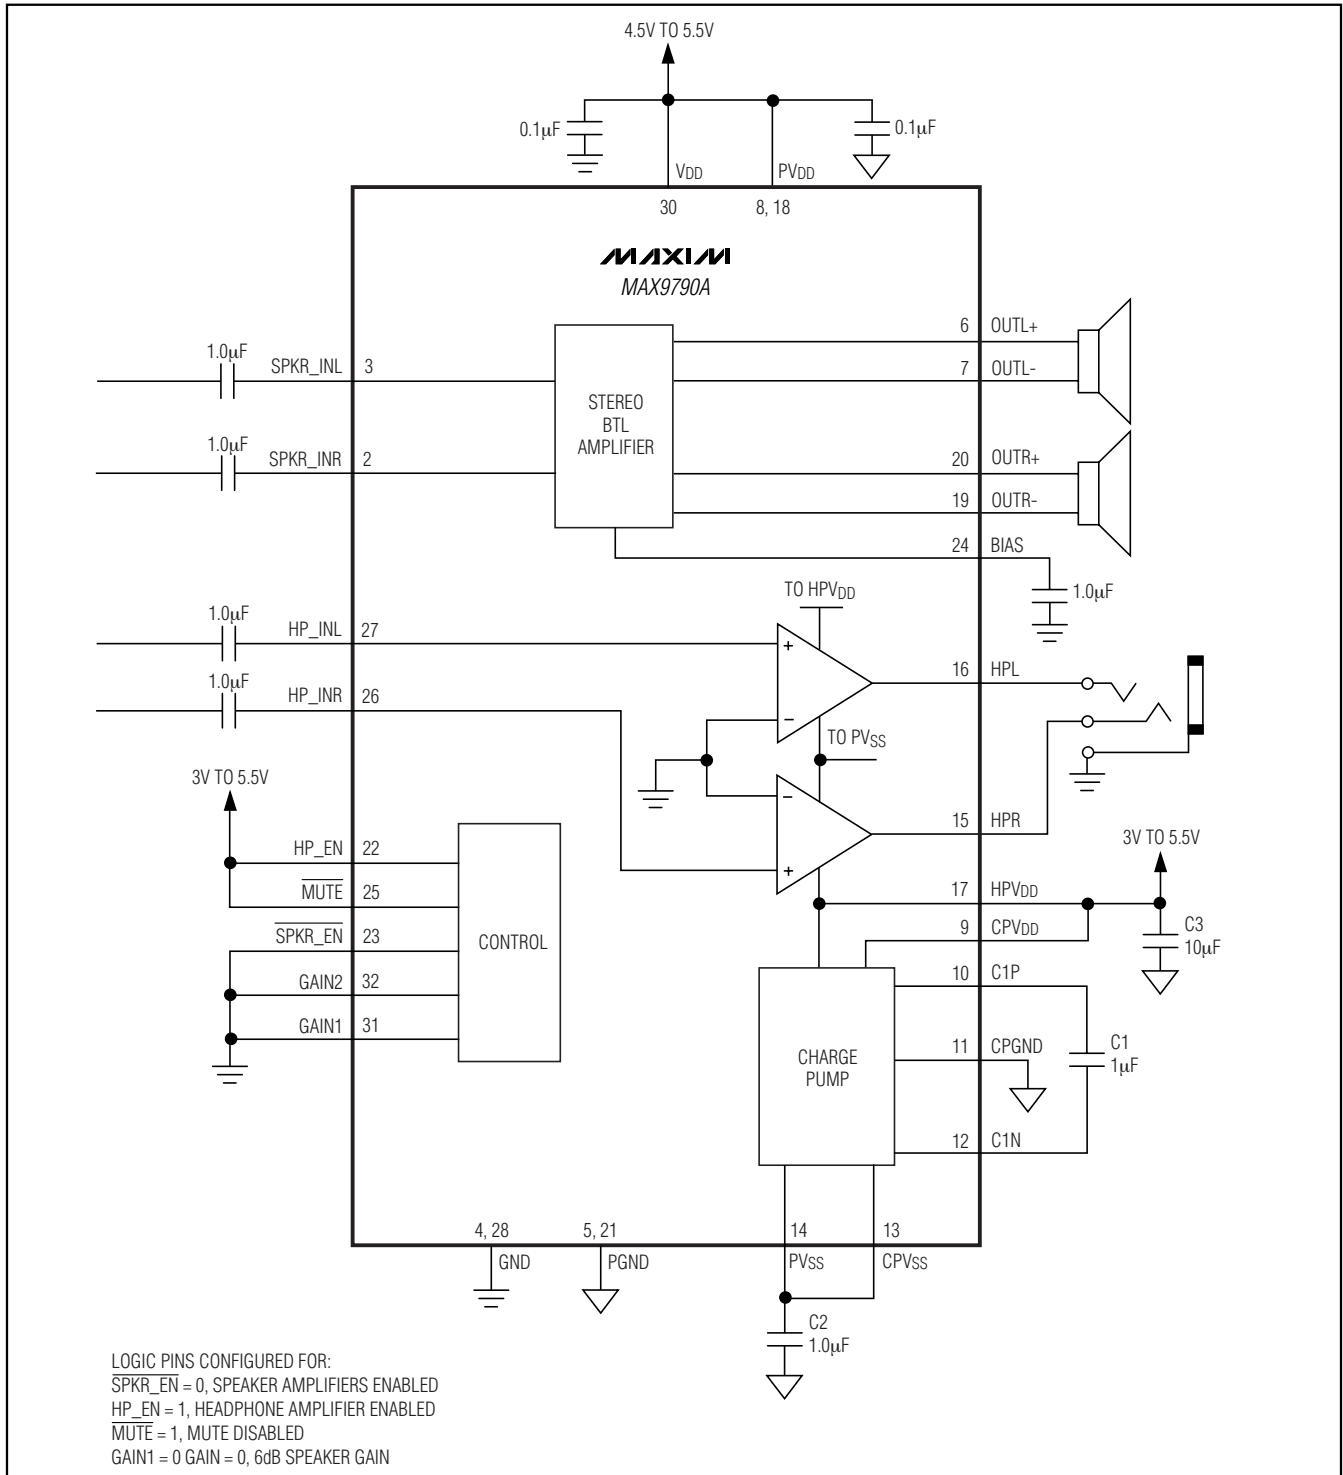 4.5V TO 5.5V
0.1µF
0.1µF
VDD
PVDD
30
8, 18
MAXIM
MAX9790A
6
OUTL+
1.0µF
SPKR_INL
3
7
OUTL-
STEREO
BTL
AMPLIFIER
1.0µF
SPKR_INR
2
20
OUTR+
19
OUTR-
24
BIAS
1.0µF
TO HPVDD
1.0µF
HP_INL
27
+
16
HPL
1.0µF
HP_INR
26
−
TO PVSS
3V TO 5.5V
−
15
HPR
3V TO 5.5V
HP_EN
22
+
MUTE
25
17
HPVDD
SPKR_EN
23
CONTROL
9
CPVDD
C3
10µF
GAIN2
32
10
C1P
GAIN1
31
CHARGE
PUMP
11
CPGND
C1
1µF
12
C1N
4, 28
5, 21
14
13
GND
PGND
PVSS
CPVSS
C2
1.0µF
LOGIC PINS CONFIGURED FOR:
SPKR_EN = 0, SPEAKER AMPLIFIERS ENABLED
HP_EN = 1, HEADPHONE AMPLIFIER ENABLED
MUTE = 1, MUTE DISABLED
GAIN1 = 0 GAIN = 0, 6dB SPEAKER GAIN